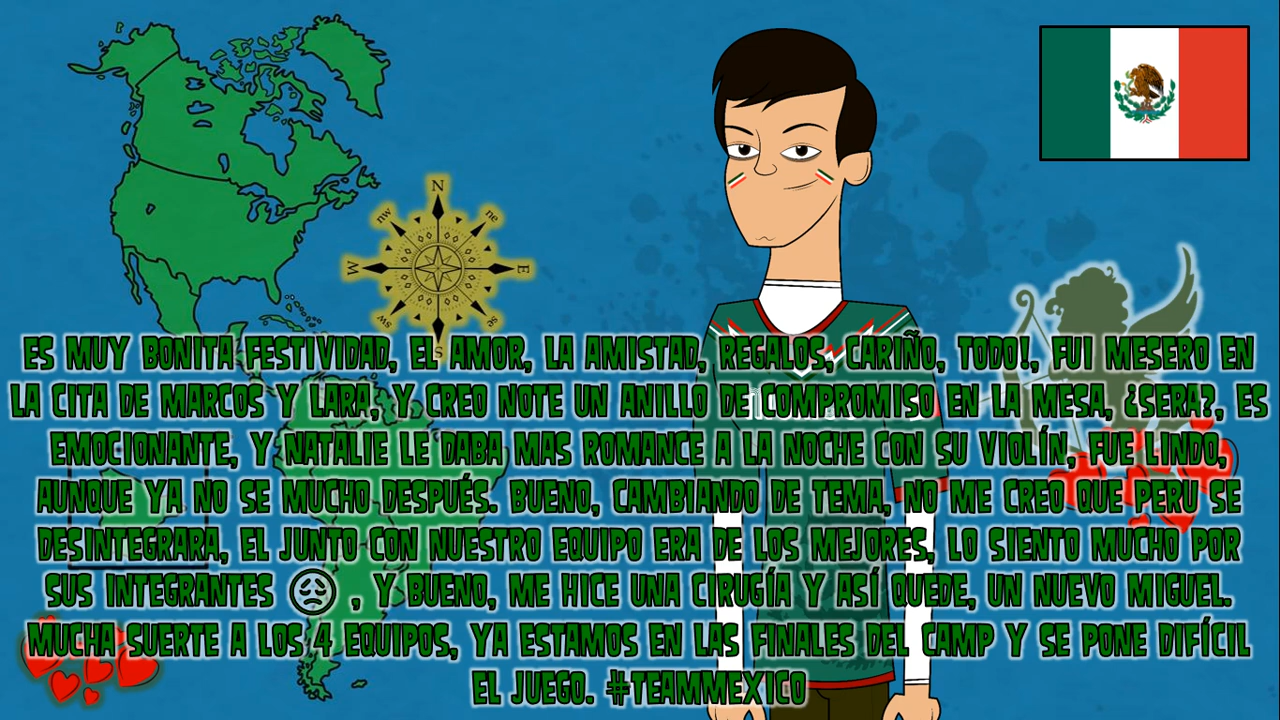 N
nw
ne
W
E
sw
se
S
ES MUY BONITA FESTIVIDAD, EL AMOR, LA AMISTAD, REGALOS, CARIÑO, TODO!, FUI MESERO EN
LA CITA DE MARCOS Y LARA, Y CREO NOTE UN ANILLO DE COMPROMISO EN LA MESA, ¿SERA?, ES
EMOCIONANTE, Y NATALIE LE DABA MAS ROMANCE A LA NOCHE CON SU VIOLÍN, FUE LINDO,
AUNQUE YA NO SE MUCHO DESPUÉS. BUENO, CAMBIANDO DE TEMA, NO ME CREO QUE PERU SE
DESINTEGRARA, EL JUNTO CON NUESTRO EQUIPO ERA DE LOS MEJORES, LO SIENTO MUCHO POR
SUS INTEGRANTES 😞 , Y BUENO, ME HICE UNA CIRUGÍA Y ASÍ QUEDE, UN NUEVO MIGUEL.
MUCHA SUERTE A LOS 4 EQUIPOS, YA ESTAMOS EN LAS FINALES DEL CAMP Y SE PONE DIFÍCIL
EL JUEGO. #TEAMMEXICO